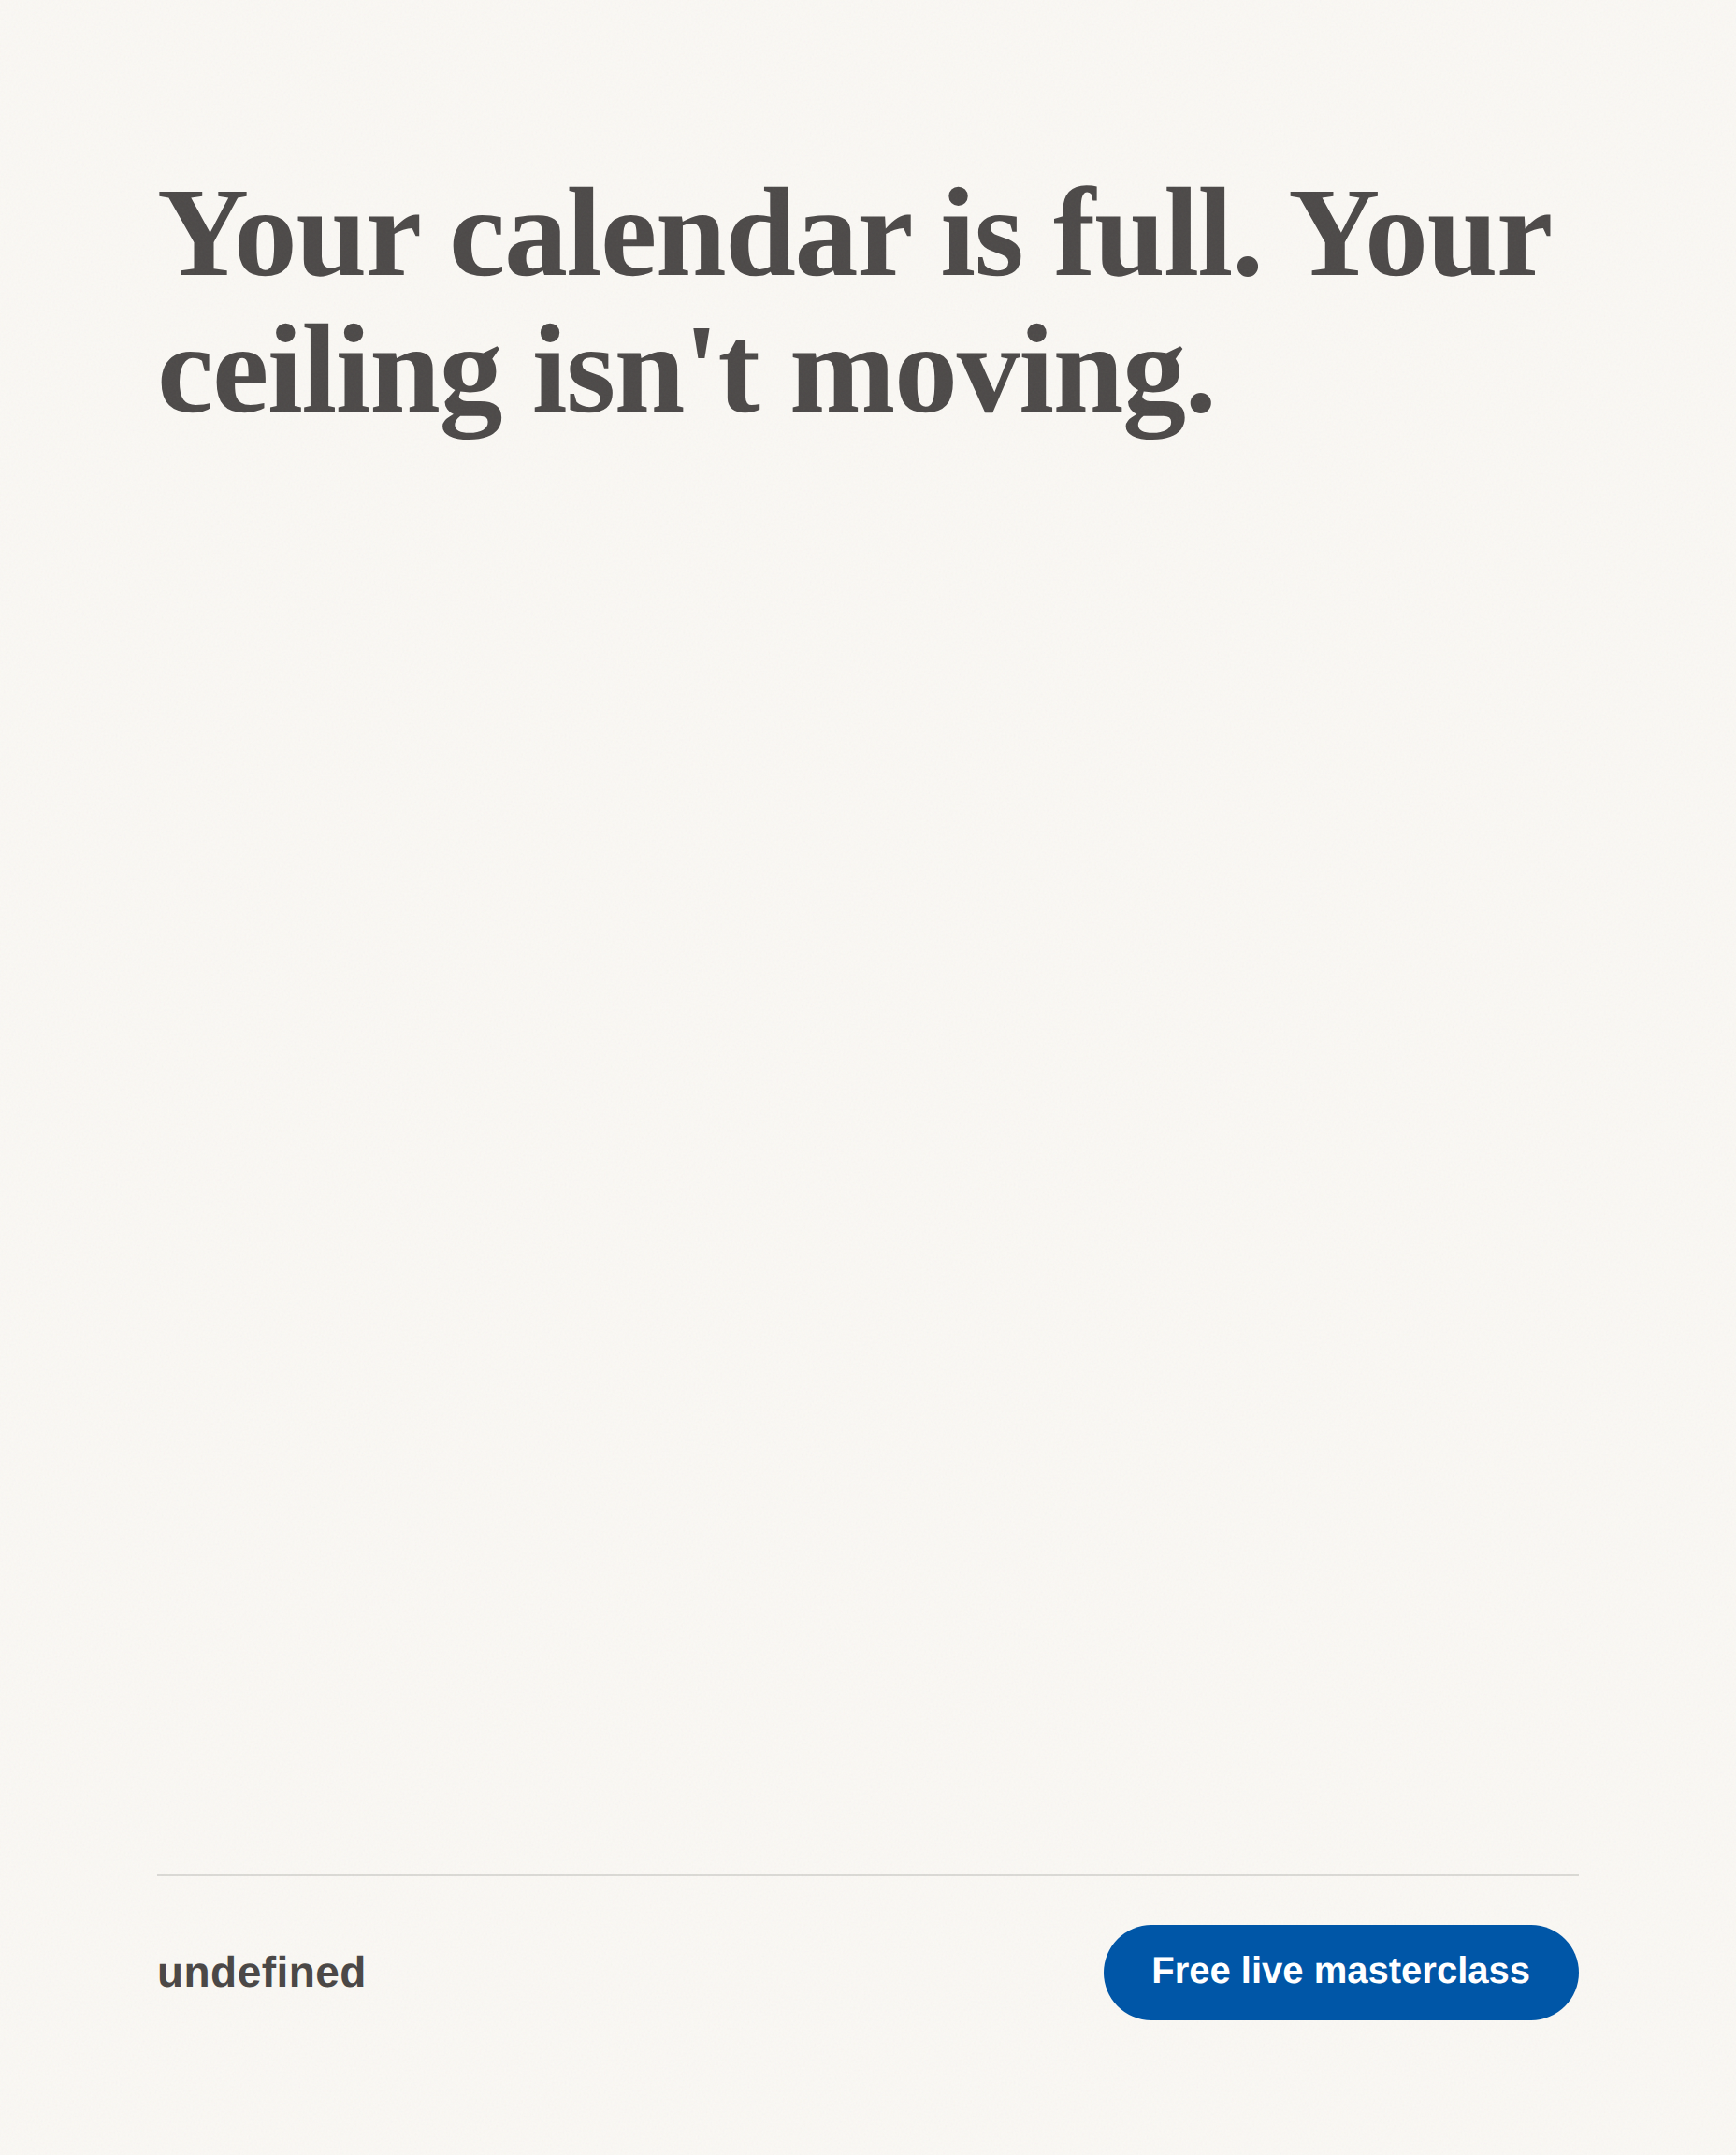 Your calendar is full. Your
ceiling isn't moving.
undefined
Free live masterclass